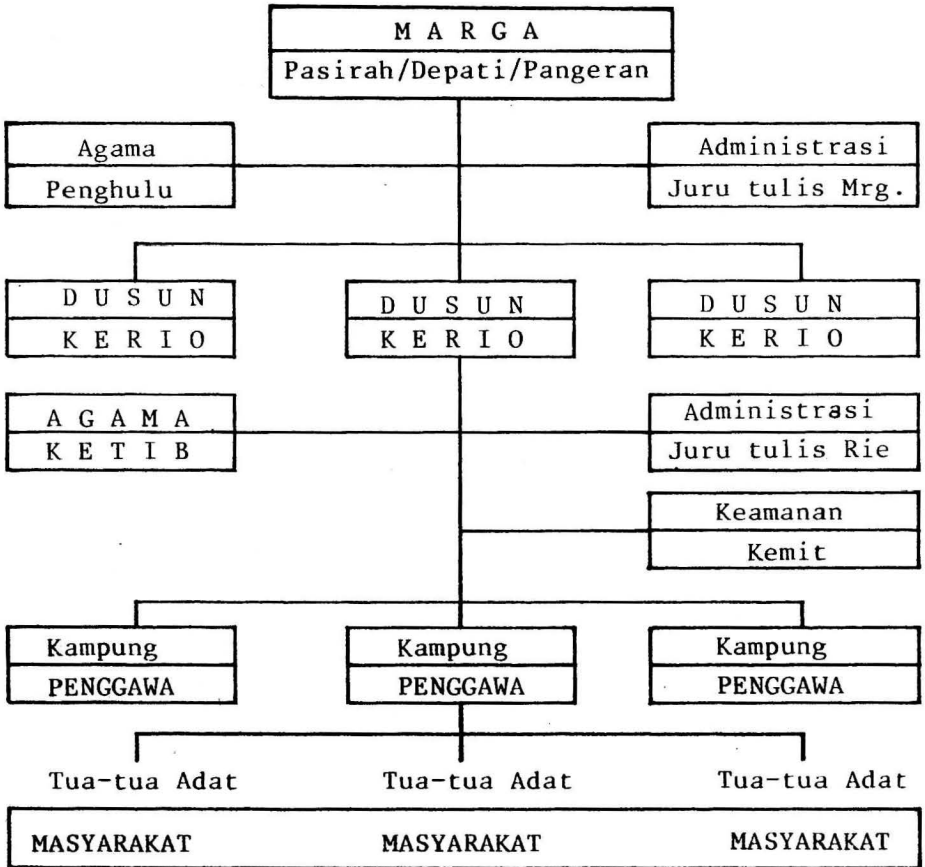 M A R G A
Pasirah/Depati/Pangeran
Agama
Penghulu
Administrasi
Juru tulis Mrg.
D U S U N
K E R I O
D U S U N
K E R I O
D U S U N
K E R I O
A G A M A
K E T I B
Administrasi
Juru tulis Rie
Keamanan
Kemit
Kampung
PENGGAWA
Kampung
PENGGAWA
Kampung
PENGGAWA
Tua-tua Adat Tua-tua Adat Tua-tua Adat
MASYARAKAT MASYARAKAT MASYARAKAT